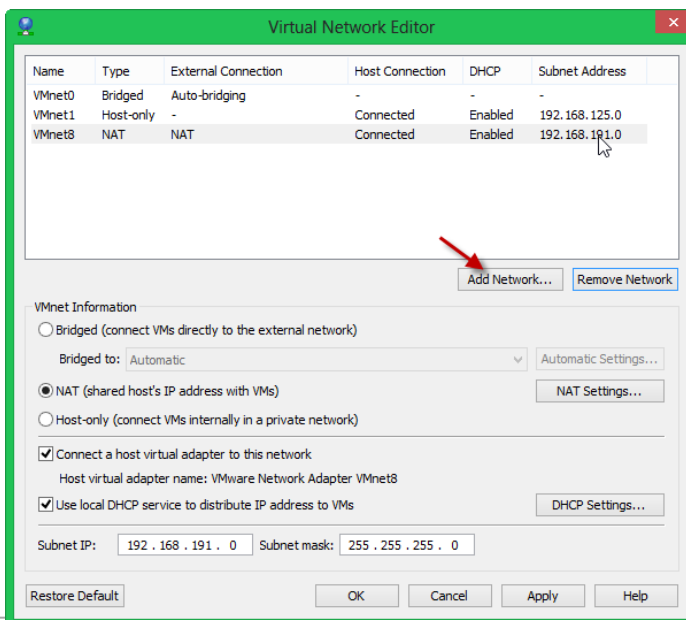 Virtual Network Editor
Name Type External Connection Host Connection DHCP Subnet Address
VMnet0 Bridged Auto-bridging - - -
VMnet1 Host-only - Connected Enabled 192.168.125.0
VMnet8 NAT NAT Connected Enabled 192.168.191.0
Add Network... Remove Network
VMnet Information
Bridged (connect VMs directly to the external network)
Bridged to: Automatic Automatic Settings...
NAT (shared host's IP address with VMs) NAT Settings...
Host-only (connect VMs internally in a private network)
Connect a host virtual adapter to this network
Host virtual adapter name: VMware Network Adapter VMnet8
Use local DHCP service to distribute IP address to VMs DHCP Settings...
Subnet IP: 192 . 168 . 191 . 0 Subnet mask: 255 . 255 . 255 . 0
Restore Default OK Cancel Apply Help